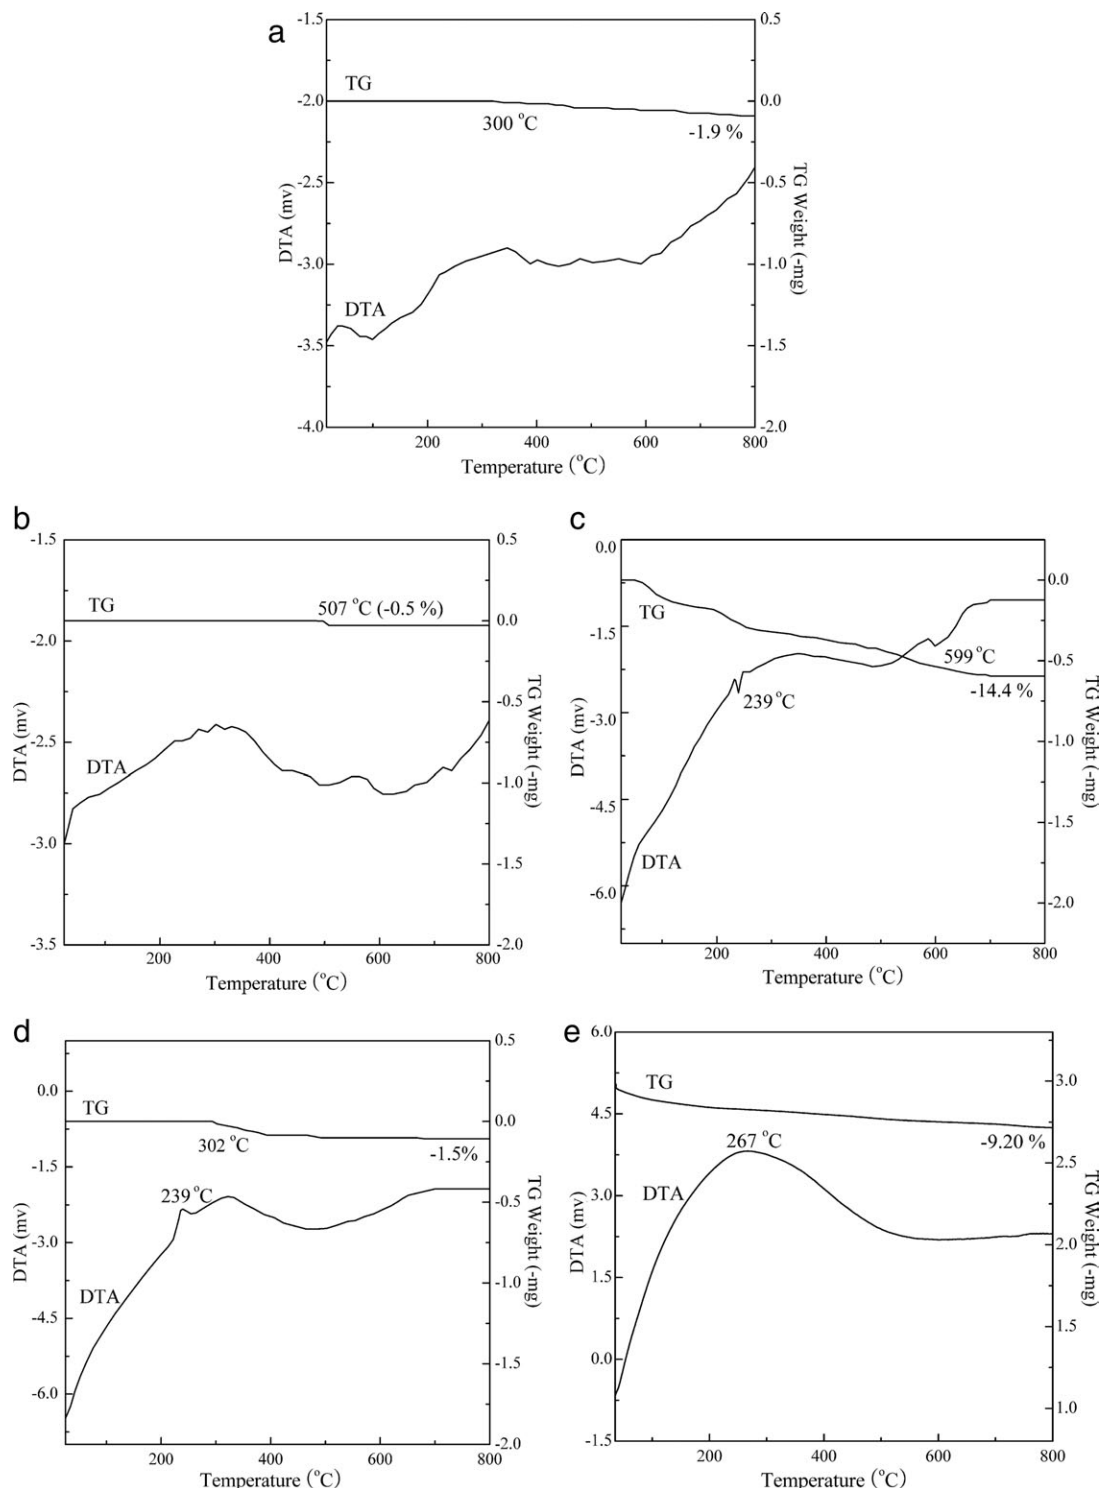 a
-1.5
-2.0
-2.5
-3.0
-3.5
-4.0
DTA (mv)
TG
300 °C
-1.9 %
DTA
0.5
0.0
-0.5
-1.0
-1.5
-2.0
TG Weight (-mg)
200
400
600
800
Temperature (°C)
b
-1.5
-2.0
-2.5
-3.0
-3.5
DTA (mv)
TG
507 °C (-0.5 %)
DTA
0.5
0.0
-0.5
-1.0
-1.5
-2.0
TG Weight (-mg)
200
400
600
800
Temperature (°C)
c
0.0
-1.5
-3.0
-4.5
-6.0
DTA (mv)
TG
239 °C
599 °C
-14.4 %
DTA
0.0
-0.5
-1.0
-1.5
-2.0
TG Weight (-mg)
200
400
600
800
Temperature (°C)
d
0.0
-1.5
-3.0
-4.5
-6.0
DTA (mv)
TG
302 °C
-1.5%
239 °C
DTA
0.5
0.0
-0.5
-1.0
-1.5
-2.0
TG Weight (-mg)
200
400
600
800
Temperature (°C)
e
6.0
4.5
3.0
1.5
0.0
-1.5
DTA (mv)
TG
-9.20 %
267 °C
DTA
3.0
2.5
2.0
1.5
1.0
TG Weight (-mg)
200
400
600
800
Temperature (°C)